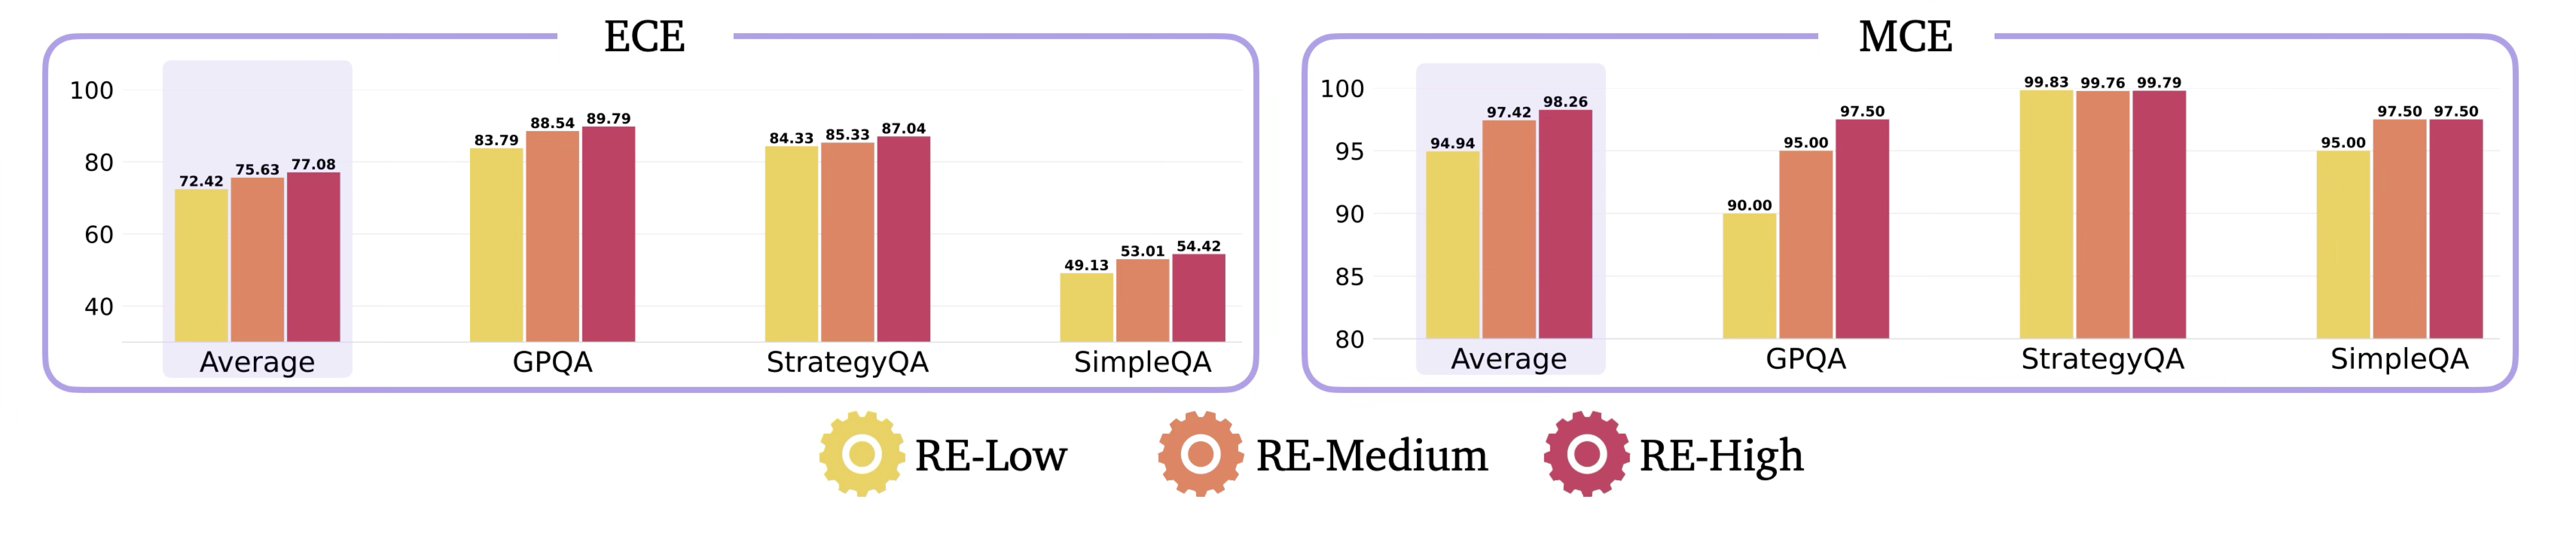 ECE
100
80
60
40
72.42 75.63 77.08
83.79 88.54 89.79
84.33 85.33 87.04
49.13 53.01 54.42
Average GPQA StrategyQA SimpleQA
MCE
100
95
90
85
80
94.94 97.42 98.26
90.00 95.00 97.50
99.83 99.76 99.79
95.00 97.50 97.50
Average GPQA StrategyQA SimpleQA
RE-Low RE-Medium RE-High